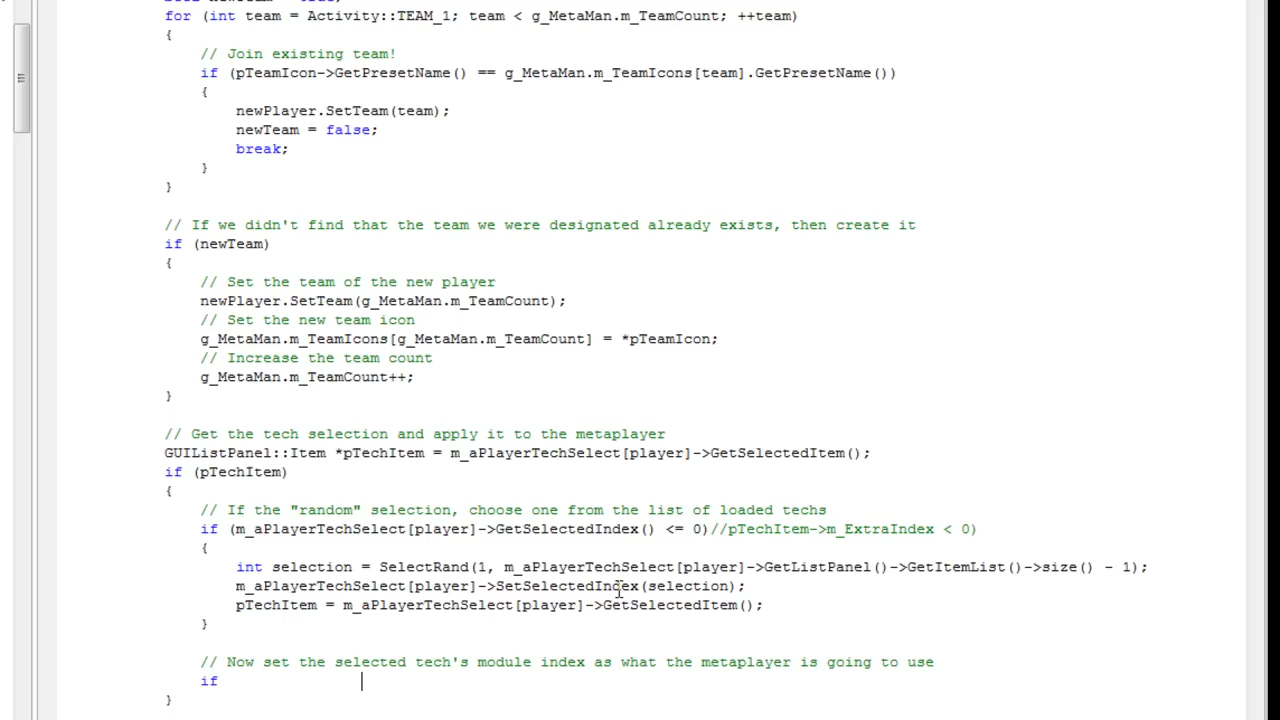 for (int team = Activity::TEAM_1; team < g_MetaMan.m_TeamCount; ++team)
{
// Join existing team!
if (pTeamIcon->GetPresetName() == g_MetaMan.m_TeamIcons[team].GetPresetName())
{
newPlayer.SetTeam(team);
newTeam = false;
break;
}
}
// If we didn't find that the team we were designated already exists, then create it
if (newTeam)
{
// Set the team of the new player
newPlayer.SetTeam(g_MetaMan.m_TeamCount);
// Set the new team icon
g_MetaMan.m_TeamIcons[g_MetaMan.m_TeamCount] = *pTeamIcon;
// Increase the team count
g_MetaMan.m_TeamCount++;
}
// Get the tech selection and apply it to the metaplayer
GUIListPanel::Item *pTechItem = m_aPlayerTechSelect[player]->GetSelectedItem();
if (pTechItem)
{
// If the "random" selection, choose one from the list of loaded techs
if (m_aPlayerTechSelect[player]->GetSelectedIndex() <= 0)//pTechItem->m_ExtraIndex < 0)
{
int selection = SelectRand(1, m_aPlayerTechSelect[player]->GetListPanel()->GetItemList()->size() - 1);
m_aPlayerTechSelect[player]->SetSelectedIndex(selection);
pTechItem = m_aPlayerTechSelect[player]->GetSelectedItem();
}
// Now set the selected tech's module index as what the metaplayer is going to use
if
}